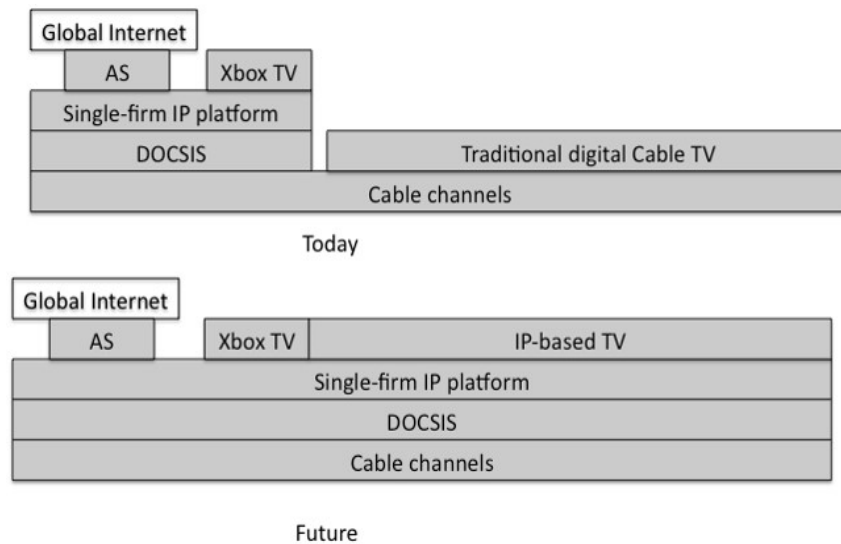 Global Internet
AS
Xbox TV
Single-firm IP platform
DOCSIS
Traditional digital Cable TV
Cable channels
Today
Global Internet
AS
Xbox TV
IP-based TV
Single-firm IP platform
DOCSIS
Cable channels
Future